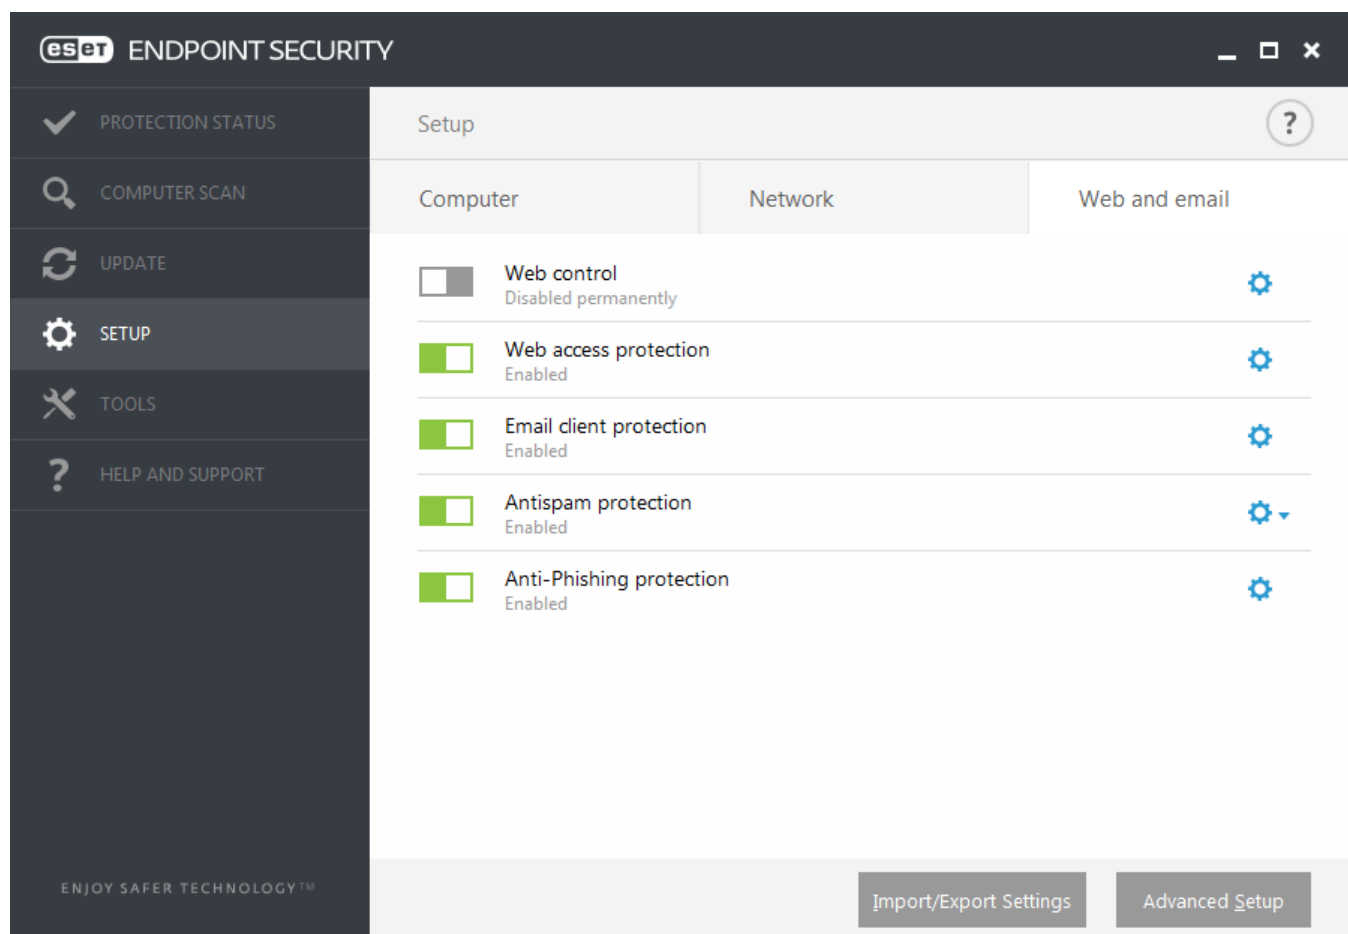 eset ENDPOINT SECURITY
PROTECTION STATUS
COMPUTER SCAN
UPDATE
SETUP
TOOLS
? HELP AND SUPPORT
ENJOY SAFER TECHNOLOGY™
Setup ?
Computer Network Web and email
Web control
Disabled permanently
Web access protection
Enabled
Email client protection
Enabled
Antispam protection
Enabled
Anti-Phishing protection
Enabled
Import/Export Settings Advanced Setup